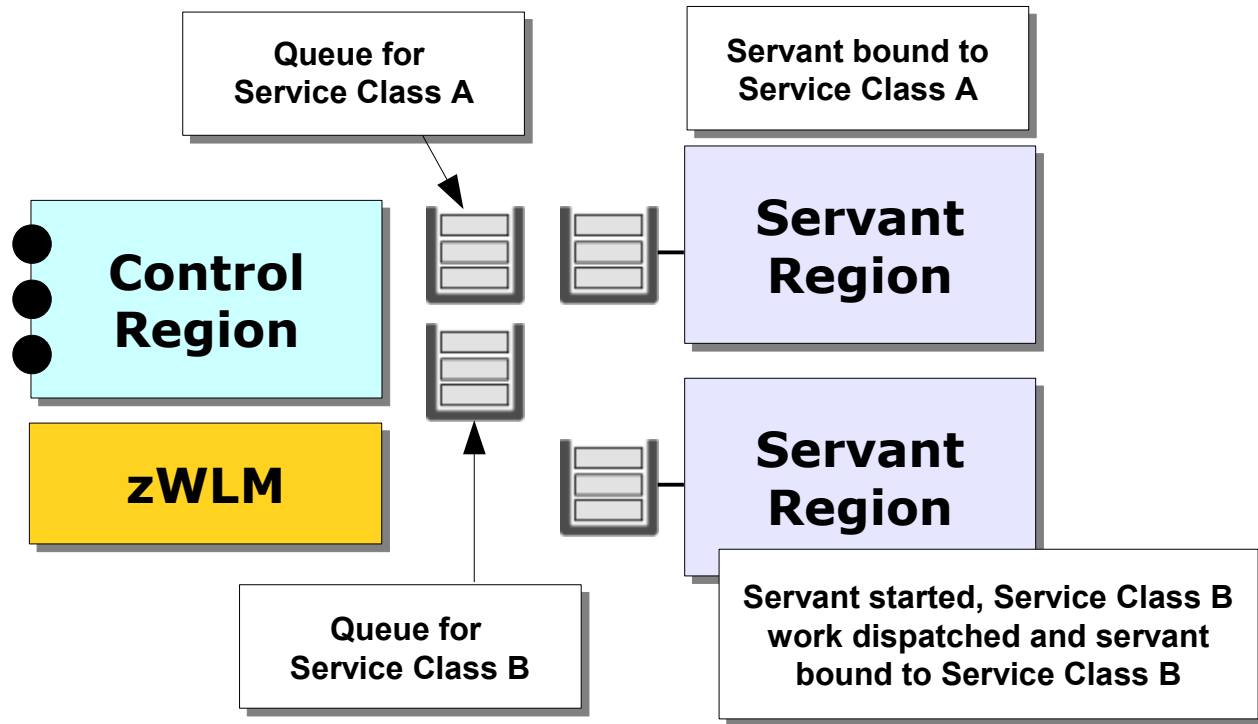 Queue for
Service Class A
Servant bound to
Service Class A
Control
Region
Servant
Region
zWLM
Servant
Region
Queue for
Service Class B
Servant started, Service Class B
work dispatched and servant
bound to Service Class B